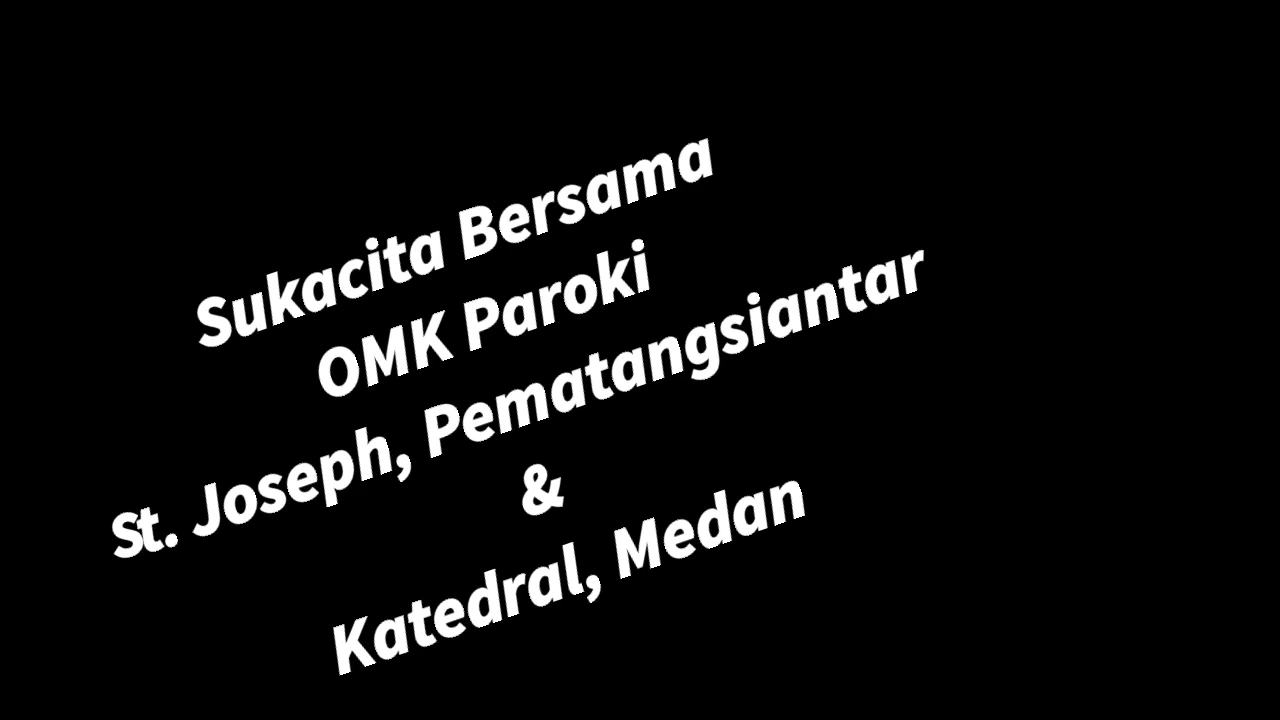 Sukacita Bersama
OMK Paroki
St. Joseph, Pematangsiantar
&
Katedral, Medan